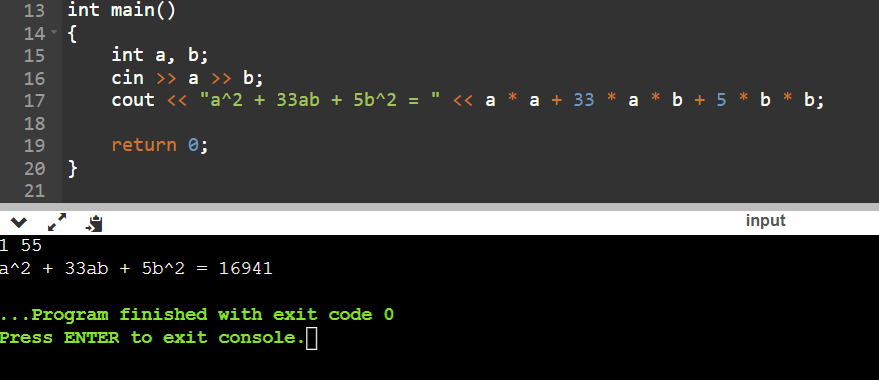 13 int main()
14 {
15 int a, b;
16 cin >> a >> b;
17 cout << "a^2 + 33ab + 5b^2 = " << a * a + 33 * a * b + 5 * b * b;
18
19 return 0;
20 }
21
input
1 55
a^2 + 33ab + 5b^2 = 16941
...Program finished with exit code 0
Press ENTER to exit console.